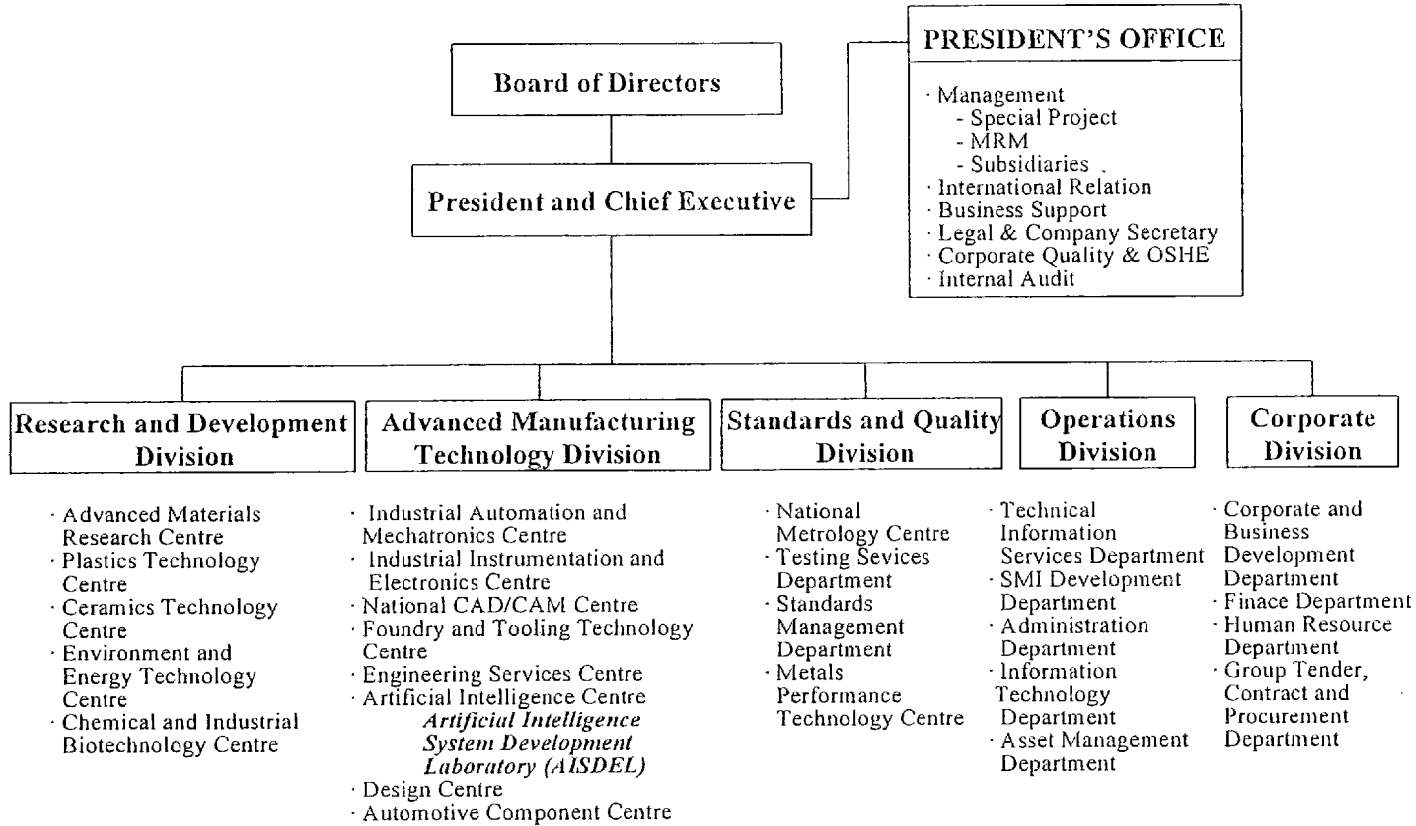 Board of Directors
President and Chief Executive
PRESIDENT'S OFFICE
· Management
- Special Project
- MRM
- Subsidiaries
· International Relation
· Business Support
· Legal & Company Secretary
· Corporate Quality & OSHE
· Internal Audit
Research and Development
Division
· Advanced Materials
Research Centre
· Plastics Technology
Centre
· Ceramics Technology
Centre
· Environment and
Energy Technology
Centre
· Chemical and Industrial
Biotechnology Centre
Advanced Manufacturing
Technology Division
· Industrial Automation and
Mechatronics Centre
· Industrial Instrumentation and
Electronics Centre
· National CAD/CAM Centre
· Foundry and Tooling Technology
Centre
· Engineering Services Centre
· Artificial Intelligence Centre
Artificial Intelligence
System Development
Laboratory (AISDEL)
· Design Centre
· Automotive Component Centre
Standards and Quality
Division
· National
Metrology Centre
· Testing Sevices
Department
· Standards
Management
Department
· Metals
Performance
Technology Centre
Operations
Division
· Technical
Information
Services Department
· SMI Development
Department
· Administration
Department
· Information
Technology
Department
· Asset Management
Department
Corporate
Division
· Corporate and
Business
Development
Department
· Finace Department
· Human Resource
Department
· Group Tender,
Contract and
Procurement
Department